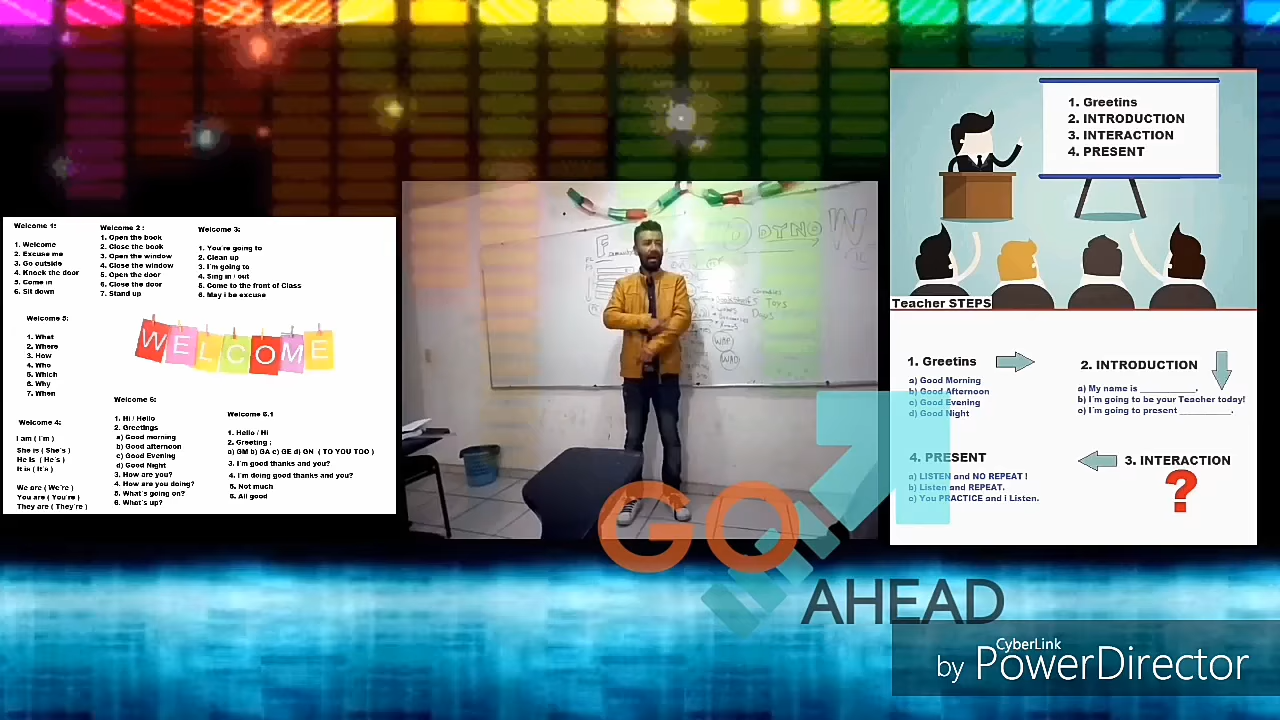 Welcome 1:
1. Welcome
2. Excuse me
3. Go outside
4. Knock the door
5. Come in
6. Sit down
Welcome 2 :
1. Open the book
2. Close the book
3. Open the window
4. Close the window
5. Open the door
6. Close the door
7. Stand up
Welcome 3:
1. You're going to
2. Clean up
3. I'm going to
4. Sing in / out
5. Come to the front of Class
6. May i be excuse
Welcome 5:
1. What
2. Where
3. How
4. Who
5. Which
6. Why
7. When
WELCOME
Welcome 4:
I am ( I'm )
She is ( She's )
He is ( He's )
It is ( It's )
We are ( We're )
You are ( You're )
They are ( They're )
Welcome 6:
1. Hi / Hello
2. Greetings
a) Good morning
b) Good afternoon
c) Good Evening
d) Good Night
3. How are you?
4. How are you doing?
5. What's going on?
6. What's up?
Welcome 6.1
1. Hello / Hi
2. Greeting ;
a) GM b) GA c) GE d) GN ( TO YOU TOO )
3. I'm good thanks and you?
4. I'm doing good thanks and you?
5. Not much
6. All good
DYNO W
Toys
Dogs
1. Greetins
2. INTRODUCTION
3. INTERACTION
4. PRESENT
Teacher STEPS
1. Greetins
a) Good Morning
b) Good Afternoon
c) Good Evening
d) Good Night
2. INTRODUCTION
a) My name is __________.
b) I´m going to be your Teacher today!
c) I´m going to present __________.
4. PRESENT
a) LISTEN and NO REPEAT !
b) Listen and REPEAT.
c) You PRACTICE and i Listen.
3. INTERACTION
?
GO
AHEAD
CyberLink
by PowerDirector